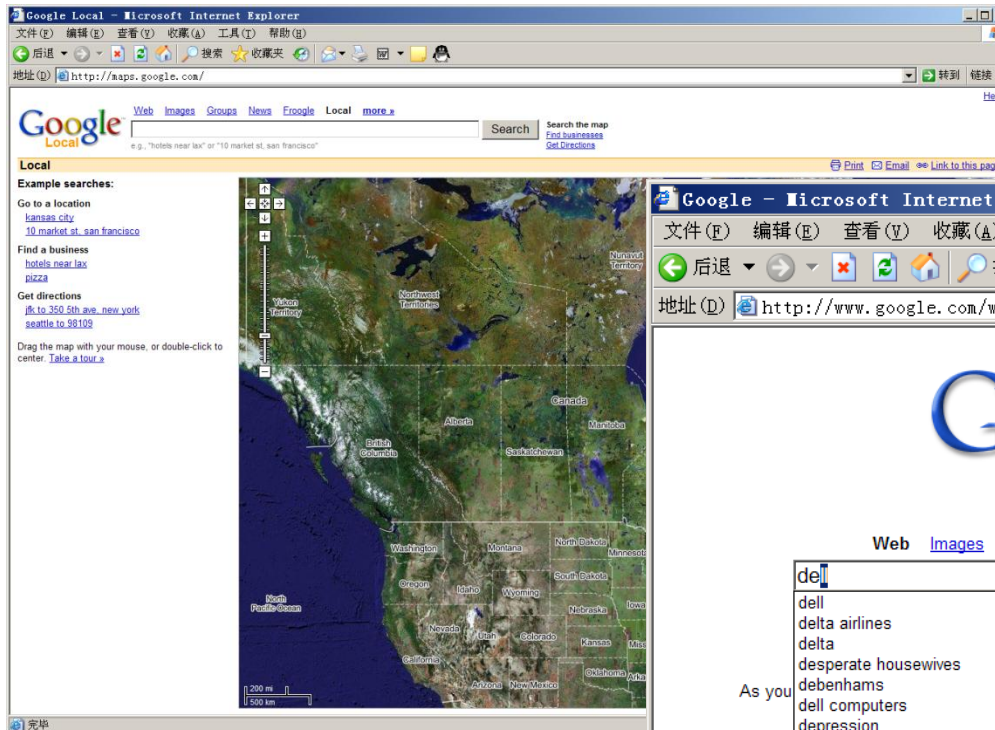 Google Local - Microsoft Internet Explorer
文件(F) 编辑(E) 查看(V) 收藏(A) 工具(T) 帮助(H)
后退 搜索 收藏夹
地址(D) http://maps.google.com/ 转到 链接
He
Google Local
Web Images Groups News Froogle Local more »
Search
e.g., "hotels near lax" or "10 market st, san francisco"
Search the map
Find businesses
Get Directions
Local
Print Email Link to this pag
Example searches:
Go to a location
kansas city
10 market st, san francisco
Find a business
hotels near lax
pizza
Get directions
jfk to 350 5th ave, new york
seattle to 98109
Drag the map with your mouse, or double-click to
center. Take a tour »
Nunavut
Territory
Yukon
Territory
Northwest
Territories
Canada
Alberta
Manitoba
British
Columbia
Saskatchewan
Washington
Montana
North Dakota
Minnesot
Oregon
Idaho
Wyoming
South Dakota
North
Pacific Ocean
Nebraska
Iowa
Nevada
Utah
Colorado
Kansas
Miss
California
Oklahoma
Arka
Arizona
New Mexico
200 mi
500 km
完毕
Google - Microsoft Internet
文件(F) 编辑(E) 查看(V) 收藏(A)
后退
地址(D) http://www.google.com/w
G
Web Images
dell
dell
delta airlines
delta
desperate housewives
debenhams
As you
dell computers
depression